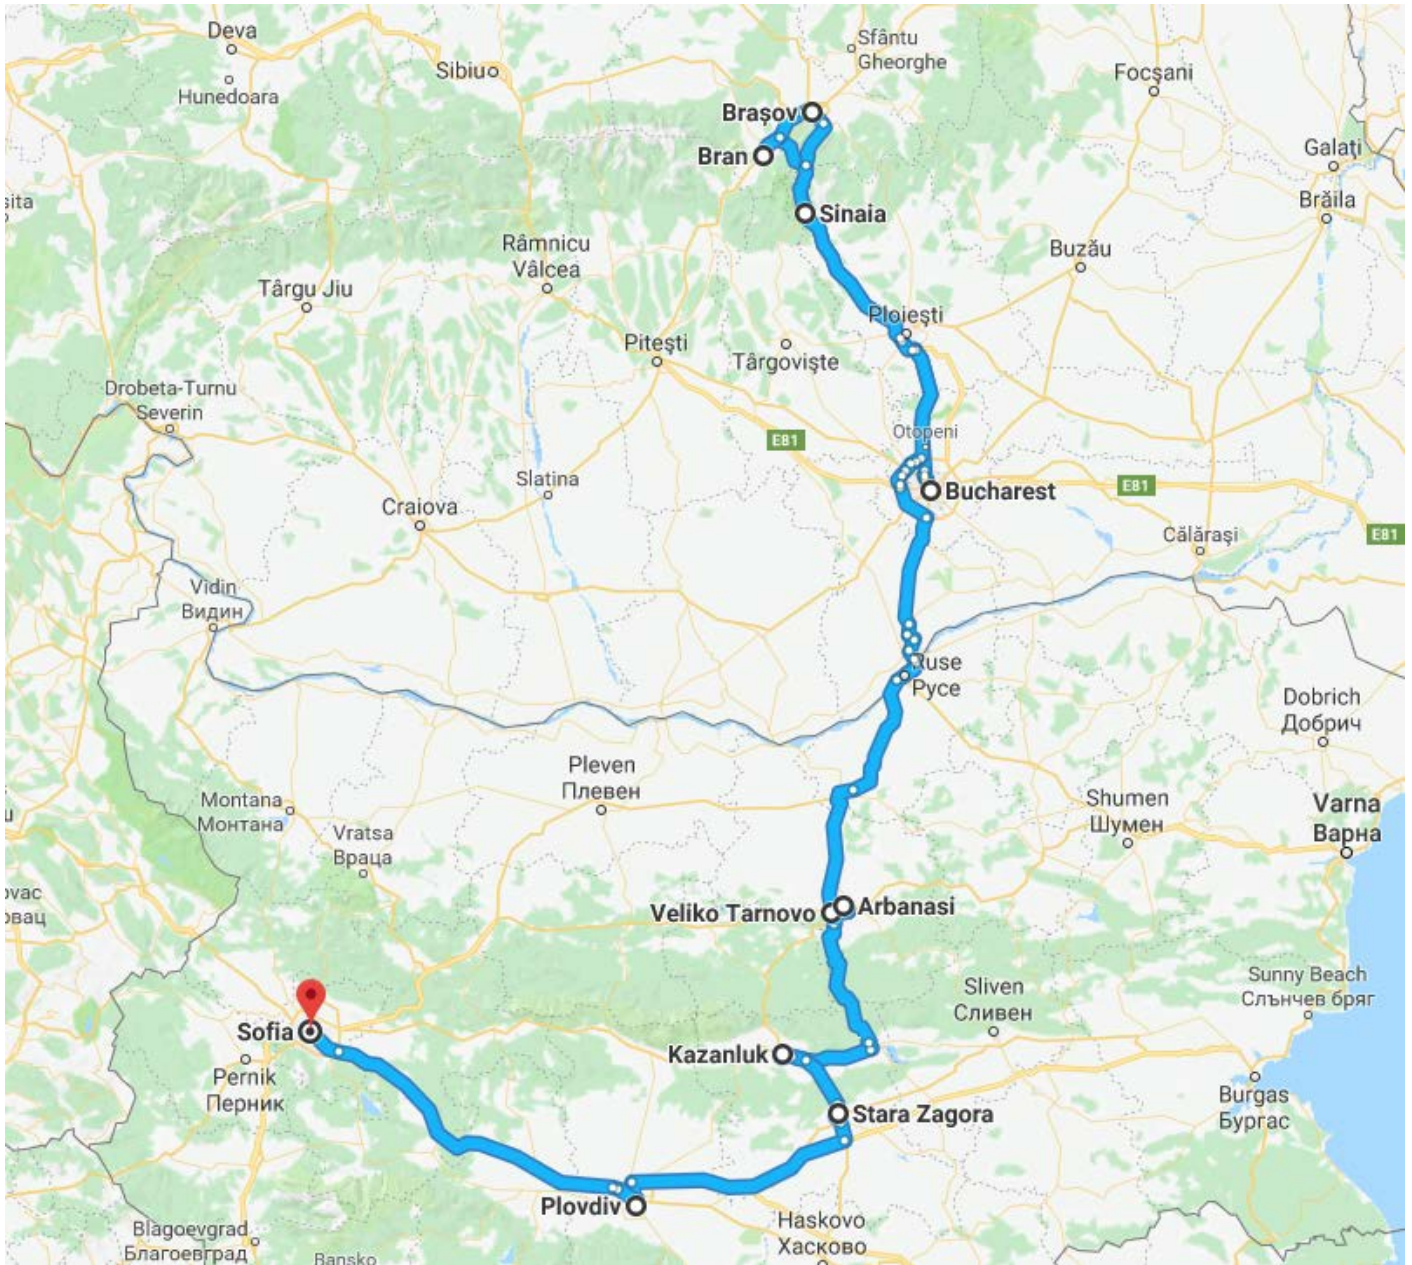 Deva
Sfântu
Gheorghe
Sibiu
Focșani
Hunedoara
Brașov
Bran
Galați
sita
Brăila
Sinaia
Râmnicu
Vâlcea
Buzău
Târgu Jiu
Ploiești
Pitești
Târgoviște
Drobeta-Turnu
Severin
Otopeni
E81
Slatina
Bucharest
E81
Craiova
Călărași
E81
Vidin
Видин
Ruse
Русе
Dobrich
Добрич
Pleven
Плевен
Montana
Монтана
Shumen
Шумен
Varna
Варна
Vratsa
Враца
ovac
овац
Veliko Tarnovo
Arbanasi
Sunny Beach
Слънчев бряг
Sliven
Сливен
Sofia
Kazanluk
Pernik
Перник
Burgas
Бургас
Stara Zagora
Plovdiv
Haskovo
Хасково
Blagoevgrad
Благоевград
Bansko